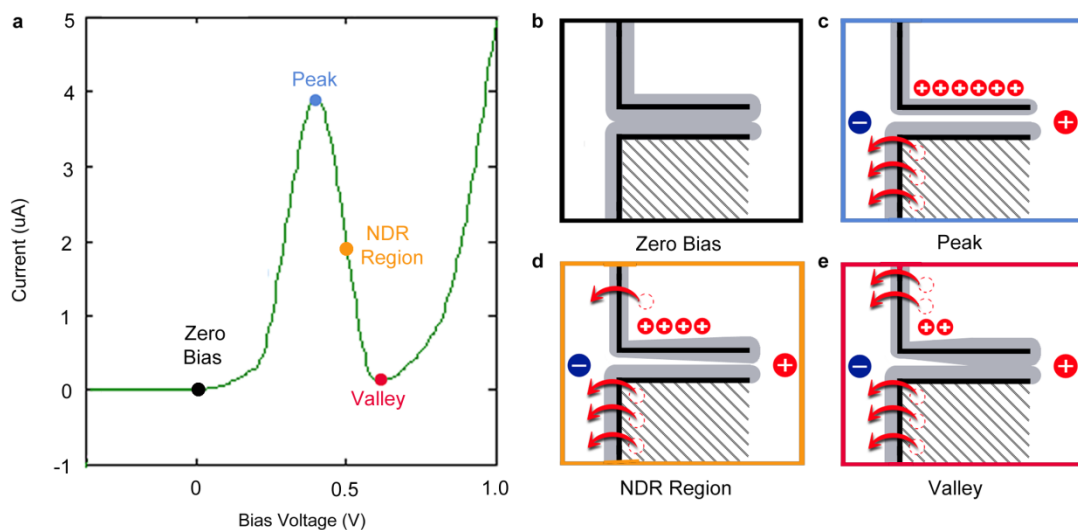 a
5
4
3
2
1
0
-1
Current (uA)
0
0.5
1.0
Bias Voltage (V)
Peak
NDR
Region
Zero
Bias
Valley
b
Zero Bias
c
+ + + + + +
−
+
Peak
d
+ + + +
−
+
NDR Region
e
+ +
−
+
Valley